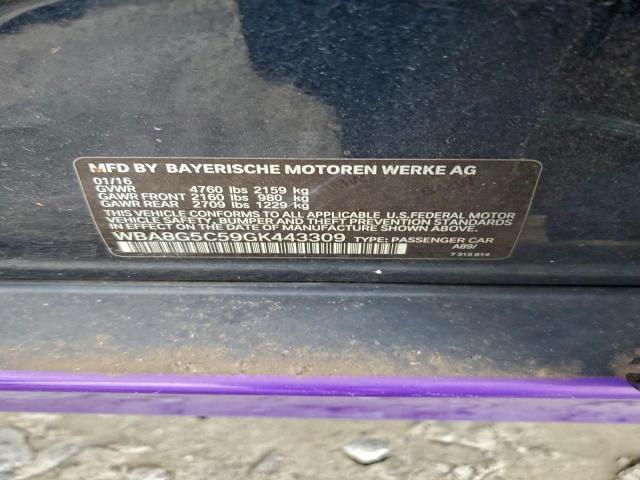 MFD BY BAYERISCHE MOTOREN WERKE AG
01/16
GVWR 4760 lbs 2159 kg
GAWR FRONT 2160 lbs 980 kg
GAWR REAR 2709 lbs 1229 kg
THIS VEHICLE CONFORMS TO ALL APPLICABLE U.S.FEDERAL MOTOR
VEHICLE SAFETY, BUMPER AND THEFT PREVENTION STANDARDS
IN EFFECT ON THE DATE OF MANUFACTURE SHOWN ABOVE.
WBA8G5C59GK443309 TYPE: PASSENGER CAR
A89/
7 315 814